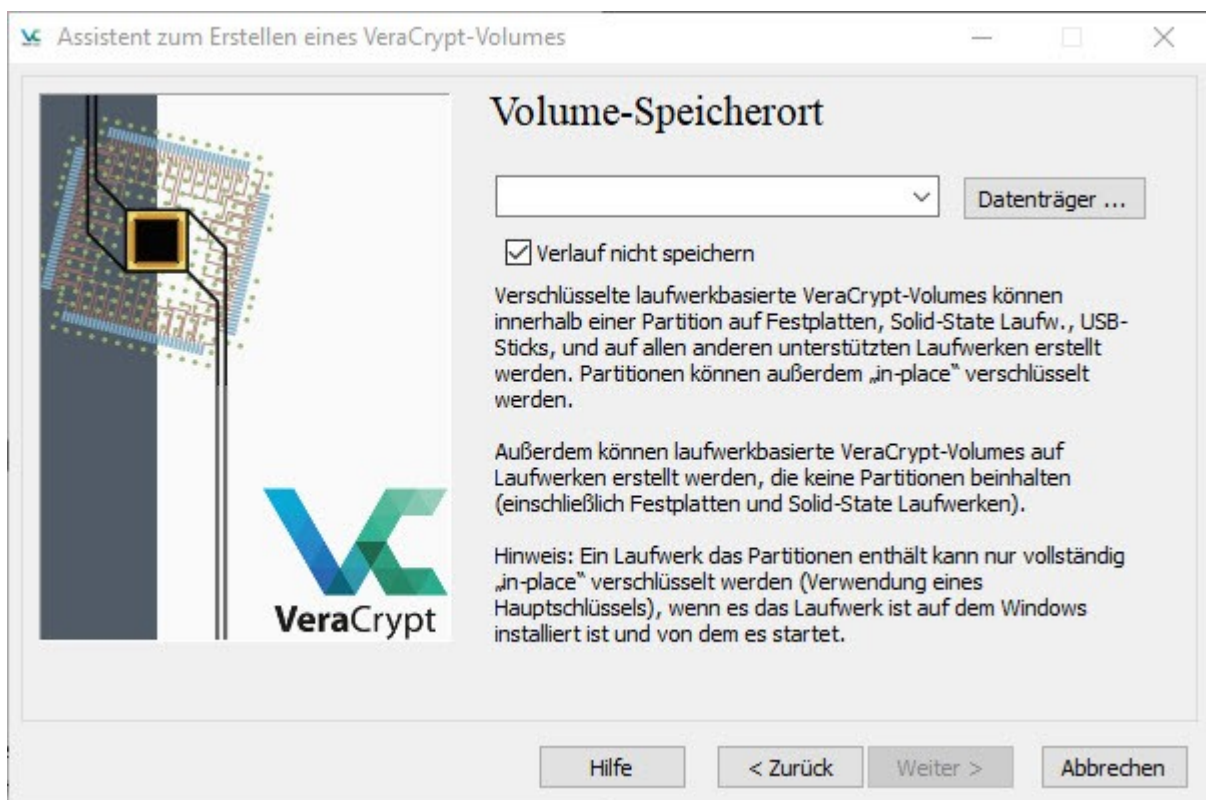 Assistent zum Erstellen eines VeraCrypt-Volumes
Volume-Speicherort
Datenträger ...
Verlauf nicht speichern
Verschlüsselte laufwerkbasierte VeraCrypt-Volumes können
innerhalb einer Partition auf Festplatten, Solid-State Laufw., USB-
Sticks, und auf allen anderen unterstützten Laufwerken erstellt
werden. Partitionen können außerdem „in-place“ verschlüsselt
werden.
Außerdem können laufwerkbasierte VeraCrypt-Volumes auf
Laufwerken erstellt werden, die keine Partitionen beinhalten
(einschließlich Festplatten und Solid-State Laufwerken).
Hinweis: Ein Laufwerk das Partitionen enthält kann nur vollständig
„in-place“ verschlüsselt werden (Verwendung eines
Hauptschlüssels), wenn es das Laufwerk ist auf dem Windows
installiert ist und von dem es startet.
VeraCrypt
Hilfe
< Zurück
Weiter >
Abbrechen